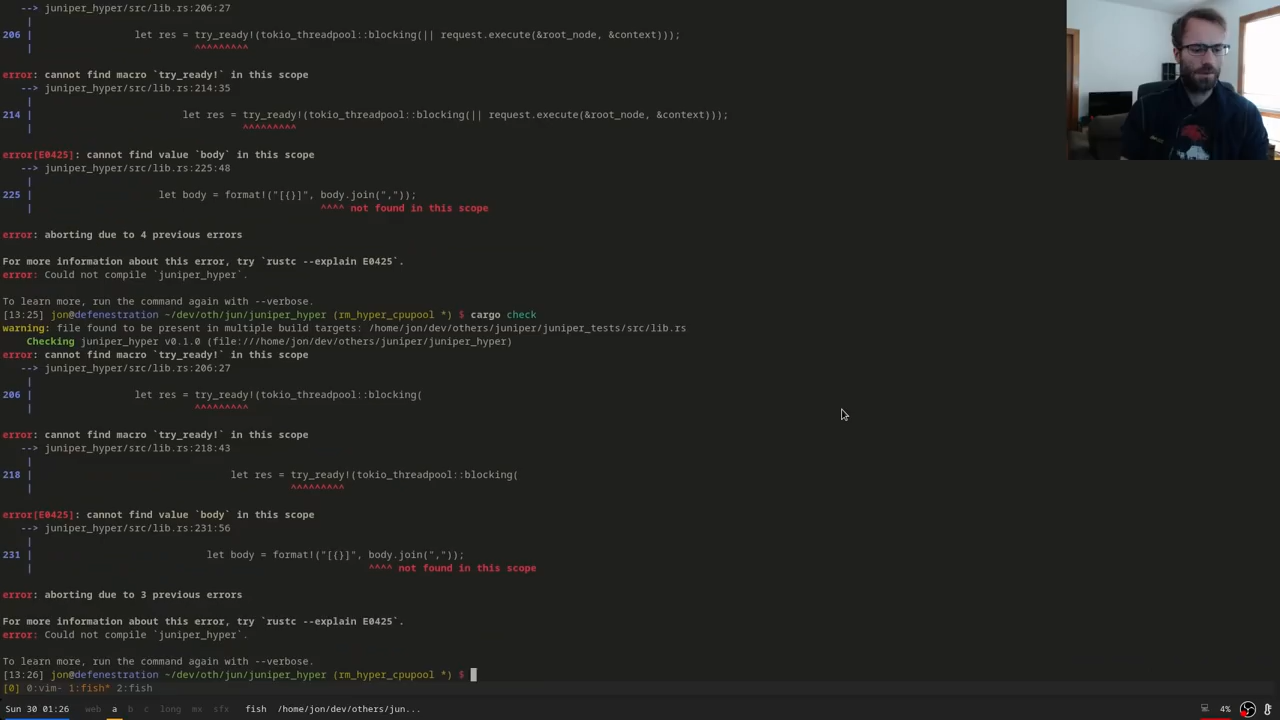 --> juniper_hyper/src/lib.rs:206:27
|
206 |                let res = try_ready!(tokio_threadpool::blocking(|| request.execute(&root_node, &context)));
|                          ^^^^^^^^^
error: cannot find macro `try_ready!` in this scope
--> juniper_hyper/src/lib.rs:214:35
|
214 |                        let res = try_ready!(tokio_threadpool::blocking(|| request.execute(&root_node, &context)));
|                                  ^^^^^^^^^
error[E0425]: cannot find value `body` in this scope
--> juniper_hyper/src/lib.rs:225:48
|
225 |                    let body = format!("[{}]", body.join(","));
|                                               ^^^^ not found in this scope
error: aborting due to 4 previous errors
For more information about this error, try `rustc --explain E0425`.
error: Could not compile `juniper_hyper`.
To learn more, run the command again with --verbose.
[13:25] jon@defenestration ~/dev/oth/jun/juniper_hyper (rm_hyper_cpupool *) $ cargo check
warning: file found to be present in multiple build targets: /home/jon/dev/others/juniper/juniper_tests/src/lib.rs
Checking juniper_hyper v0.1.0 (file:///home/jon/dev/others/juniper/juniper_hyper)
error: cannot find macro `try_ready!` in this scope
--> juniper_hyper/src/lib.rs:206:27
|
206 |                let res = try_ready!(tokio_threadpool::blocking(
|                          ^^^^^^^^^
error: cannot find macro `try_ready!` in this scope
--> juniper_hyper/src/lib.rs:218:43
|
218 |                                let res = try_ready!(tokio_threadpool::blocking(
|                                          ^^^^^^^^^
error[E0425]: cannot find value `body` in this scope
--> juniper_hyper/src/lib.rs:231:56
|
231 |                            let body = format!("[{}]", body.join(","));
|                                                       ^^^^ not found in this scope
error: aborting due to 3 previous errors
For more information about this error, try `rustc --explain E0425`.
error: Could not compile `juniper_hyper`.
To learn more, run the command again with --verbose.
[13:26] jon@defenestration ~/dev/oth/jun/juniper_hyper (rm_hyper_cpupool *) $
[0] 0:vim- 1:fish* 2:fish
Sun 30 01:26 web a b c long mx sfx fish /home/jon/dev/others/jun... 4%